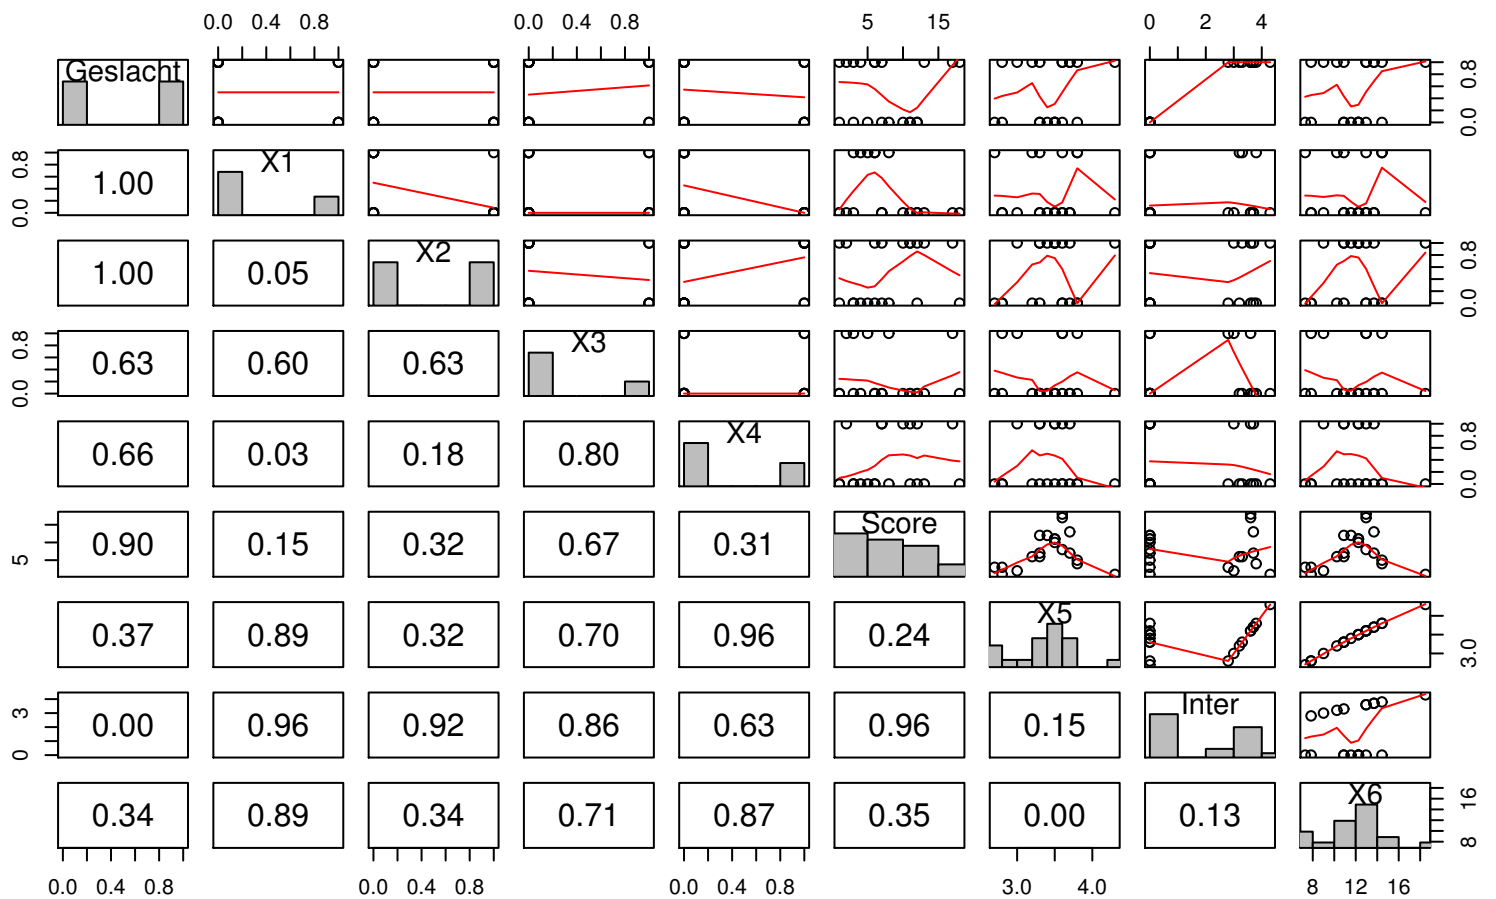 0.0 0.4 0.8 0.0 0.4 0.8 5 15 0 2 4
Geslacht 0.0 0.8
0.0 0.8 1.00 X1
1.00 0.05 X2 0.0 0.8
0.0 0.8 0.63 0.60 0.63 X3
0.66 0.03 0.18 0.80 X4 0.0 0.8
5 0.90 0.15 0.32 0.67 0.31 Score
0.37 0.89 0.32 0.70 0.96 0.24 X5 3.0
0 3 0.00 0.96 0.92 0.86 0.63 0.96 0.15 Inter
0.34 0.89 0.34 0.71 0.87 0.35 0.00 0.13 X6 8 16
0.0 0.4 0.8 0.0 0.4 0.8 0.0 0.4 0.8 3.0 4.0 8 12 16